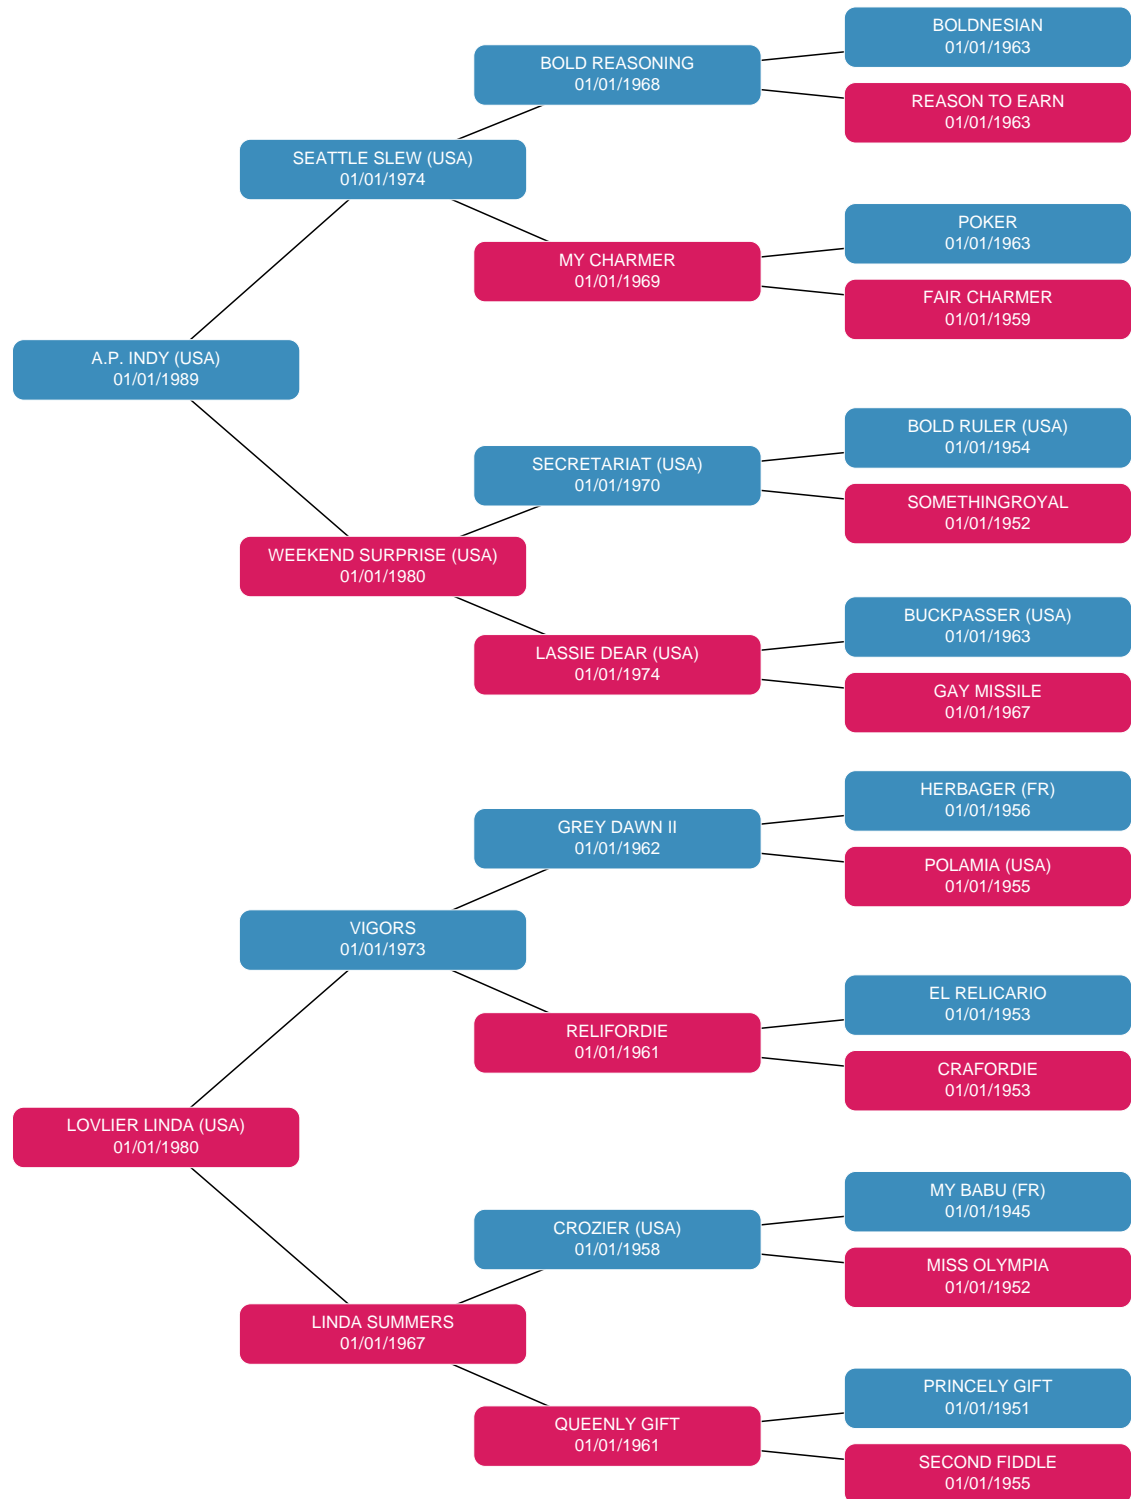 BOLDNESIAN
01/01/1963
BOLD REASONING
01/01/1968
REASON TO EARN
01/01/1963
SEATTLE SLEW (USA)
01/01/1974
POKER
01/01/1963
MY CHARMER
01/01/1969
FAIR CHARMER
01/01/1959
A.P. INDY (USA)
01/01/1989
BOLD RULER (USA)
01/01/1954
SECRETARIAT (USA)
01/01/1970
SOMETHINGROYAL
01/01/1952
WEEKEND SURPRISE (USA)
01/01/1980
BUCKPASSER (USA)
01/01/1963
LASSIE DEAR (USA)
01/01/1974
GAY MISSILE
01/01/1967
HERBAGER (FR)
01/01/1956
GREY DAWN II
01/01/1962
POLAMIA (USA)
01/01/1955
VIGORS
01/01/1973
EL RELICARIO
01/01/1953
RELIFORDIE
01/01/1961
CRAFORDIE
01/01/1953
LOVLIER LINDA (USA)
01/01/1980
MY BABU (FR)
01/01/1945
CROZIER (USA)
01/01/1958
MISS OLYMPIA
01/01/1952
LINDA SUMMERS
01/01/1967
PRINCELY GIFT
01/01/1951
QUEENLY GIFT
01/01/1961
SECOND FIDDLE
01/01/1955